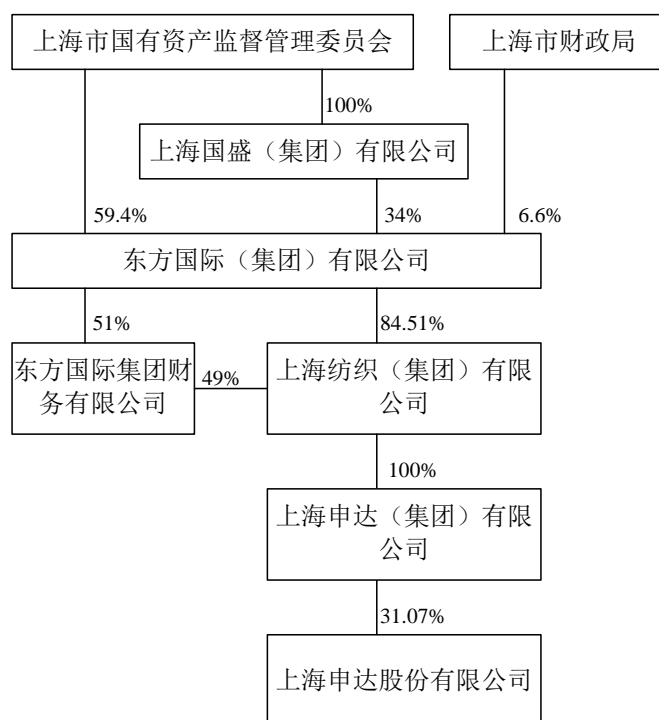 上海市国有资产监督管理委员会
上海市财政局
100%
上海国盛（集团）有限公司
59.4%
34%
6.6%
东方国际（集团）有限公司
51%
84.51%
东方国际集团财
务有限公司
49%
上海纺织（集团）有限
公司
100%
上海申达（集团）有限
公司
31.07%
上海申达股份有限公司